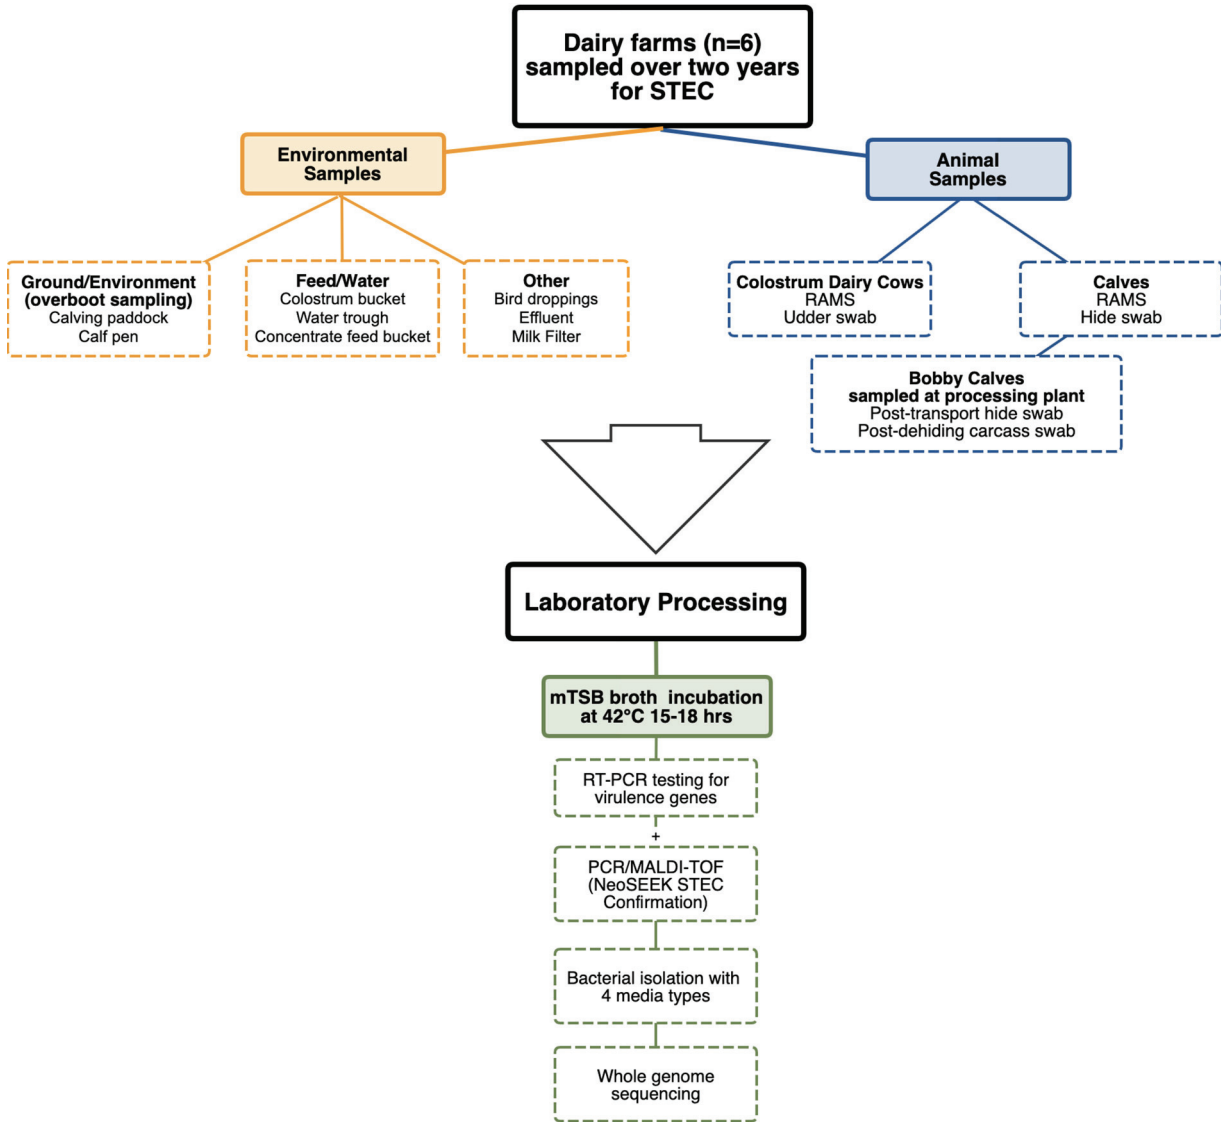 Dairy farms (n=6)
sampled over two years
for STEC
Environmental
Samples
Animal
Samples
Ground/Environment
(overboot sampling)
Calving paddock
Calf pen
Feed/Water
Colostrum bucket
Water trough
Concentrate feed bucket
Other
Bird droppings
Effluent
Milk Filter
Colostrum Dairy Cows
RAMS
Udder swab
Calves
RAMS
Hide swab
Bobby Calves
sampled at processing plant
Post-transport hide swab
Post-dehiding carcass swab
Laboratory Processing
mTSB broth incubation
at 42°C 15-18 hrs
RT-PCR testing for
virulence genes
+
PCR/MALDI-TOF
(NeoSEEK STEC
Confirmation)
Bacterial isolation with
4 media types
Whole genome
sequencing